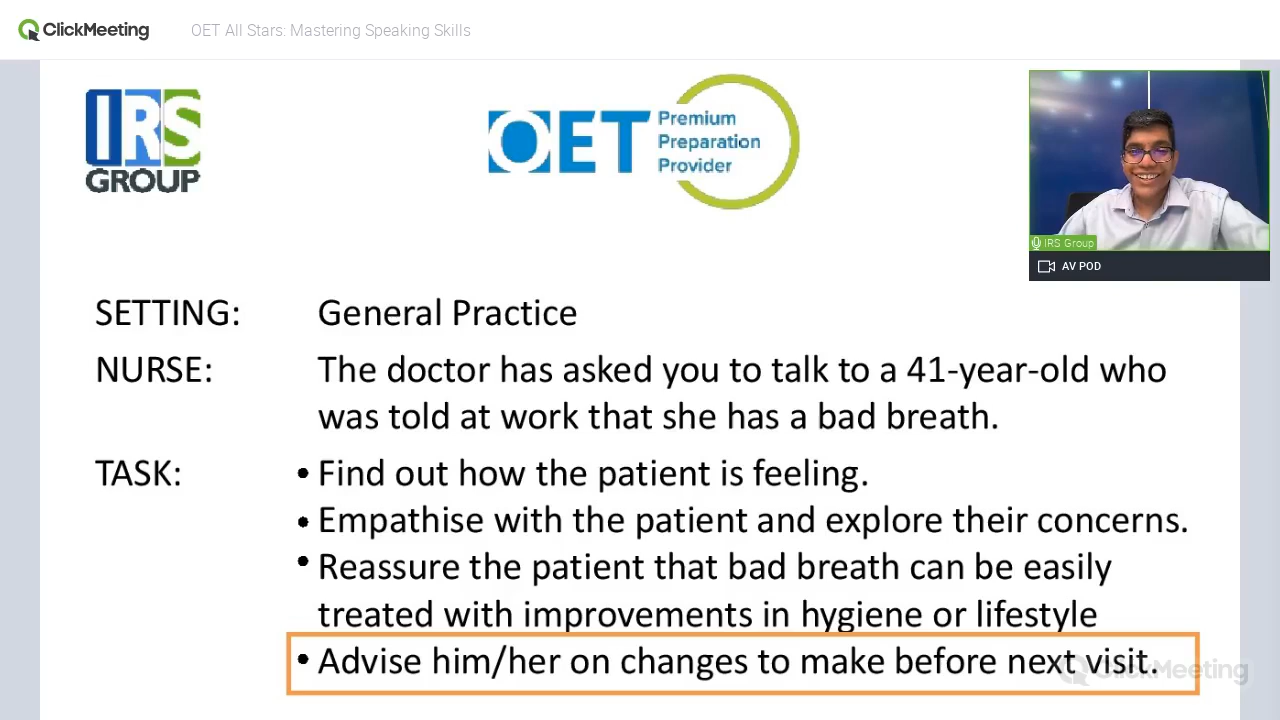 ClickMeeting OET All Stars: Mastering Speaking Skills
IRS
GROUP
OET Premium
Preparation
Provider
IRS Group
AV POD
SETTING: General Practice
NURSE: The doctor has asked you to talk to a 41-year-old who
was told at work that she has a bad breath.
TASK: • Find out how the patient is feeling.
• Empathise with the patient and explore their concerns.
• Reassure the patient that bad breath can be easily
treated with improvements in hygiene or lifestyle
• Advise him/her on changes to make before next visit.
ClickMeeting